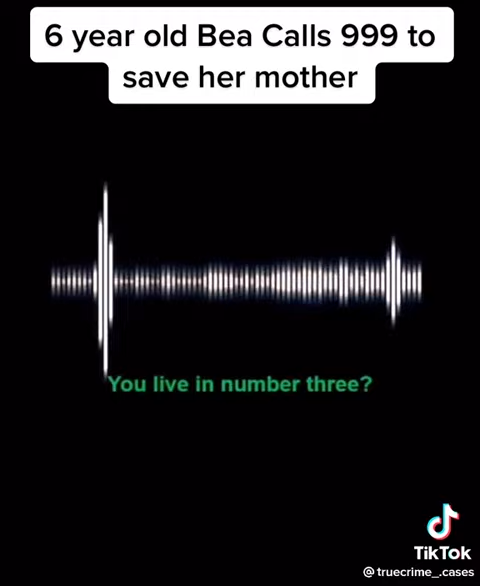 6 year old Bea Calls 999 to
save her mother
You live in number three?
TikTok
@truecrime_.cases